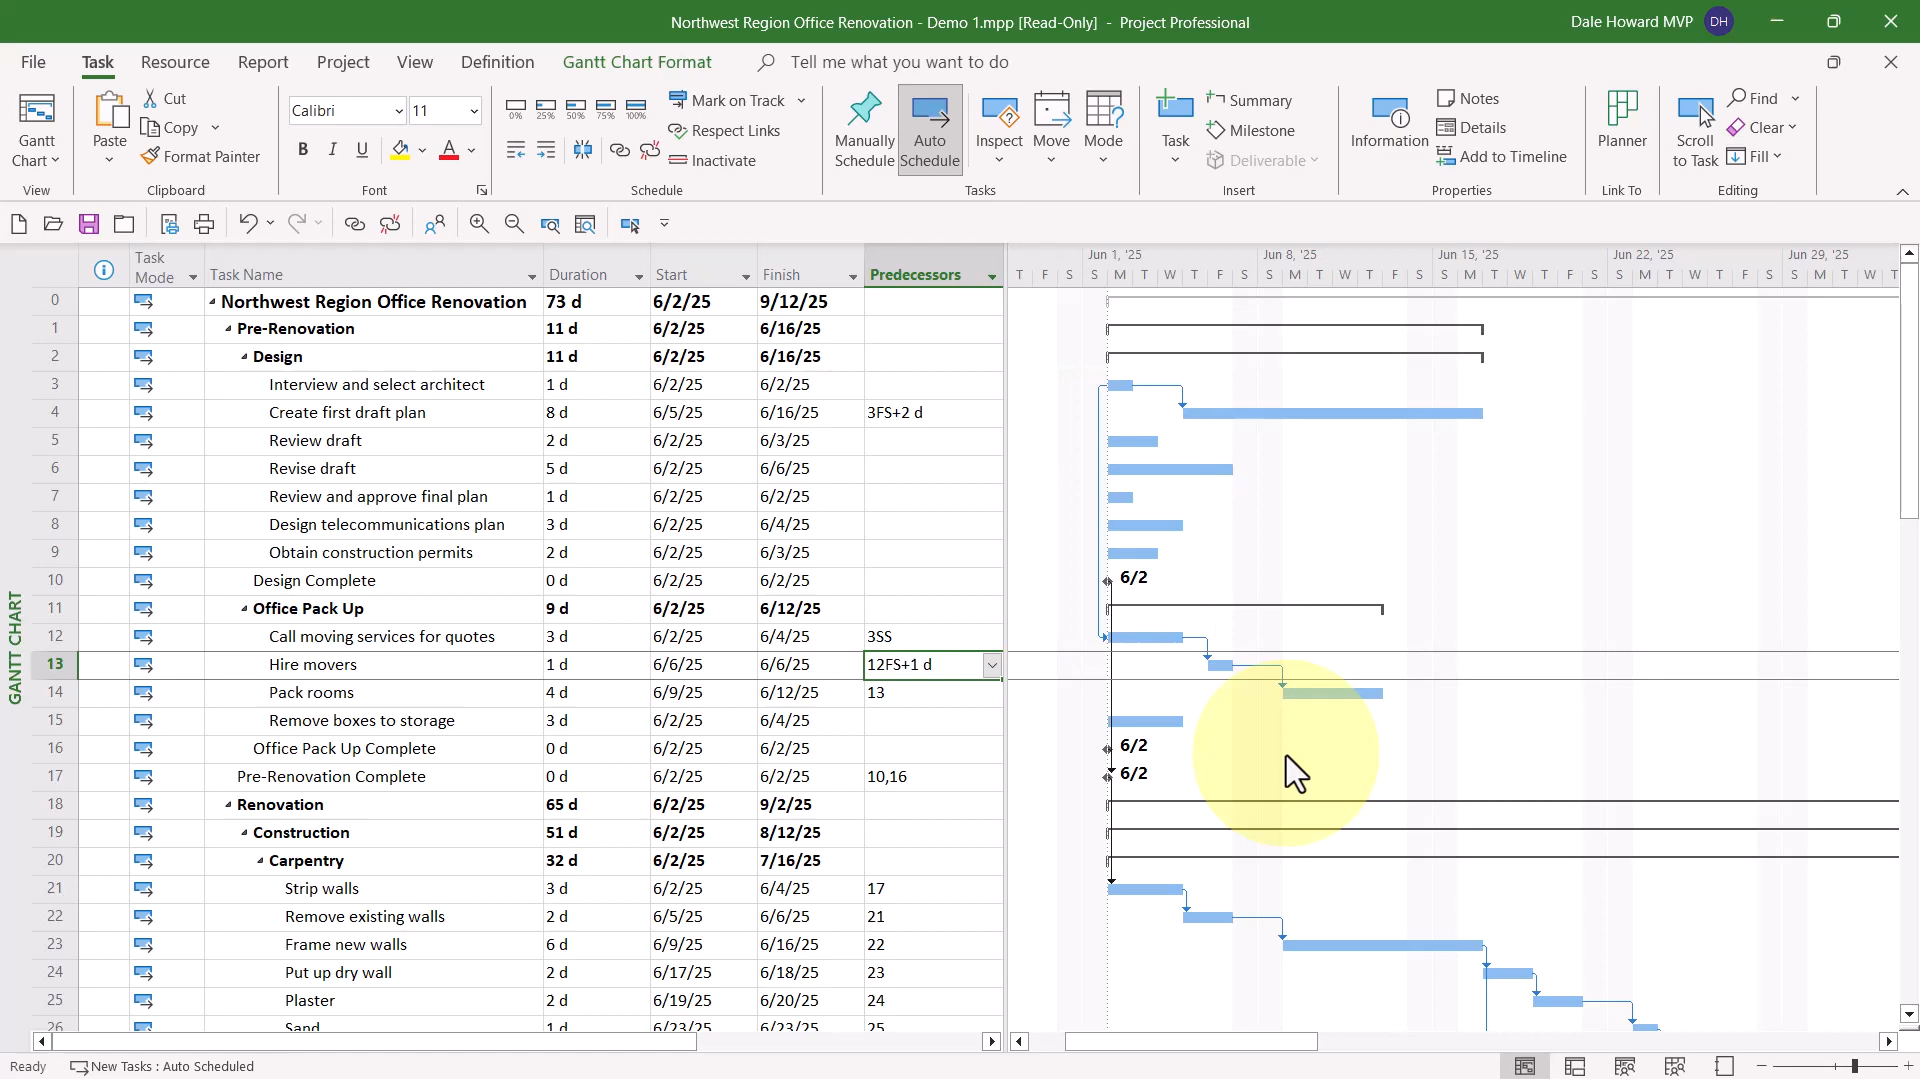 Northwest Region Office Renovation - Demo 1.mpp [Read-Only] - Project Professional
Dale Howard MVP DH
File Task Resource Report Project View Definition Gantt Chart Format Tell me what you want to do
Gantt Chart
View
Paste
Cut
Copy
Format Painter
Clipboard
Calibri 11
B I U A
Font
0% 25% 50% 75% 100%
Mark on Track
Respect Links
Inactivate
Schedule
Manually Schedule
Auto Schedule
Inspect
Move
Mode
Tasks
Task
Summary
Milestone
Deliverable
Insert
Information
Notes
Details
Add to Timeline
Properties
Planner
Link To
Scroll to Task
Find
Clear
Fill
Editing
Task Mode Task Name Duration Start Finish Predecessors
Jun 1, '25 Jun 8, '25 Jun 15, '25 Jun 22, '25 Jun 29, '25
T F S S M T W T F S S M T W T F S S M T W T F S S M T W T F S S M T W T
0 Northwest Region Office Renovation 73 d 6/2/25 9/12/25
1 Pre-Renovation 11 d 6/2/25 6/16/25
2 Design 11 d 6/2/25 6/16/25
3 Interview and select architect 1 d 6/2/25 6/2/25
4 Create first draft plan 8 d 6/5/25 6/16/25 3FS+2 d
5 Review draft 2 d 6/2/25 6/3/25
6 Revise draft 5 d 6/2/25 6/6/25
7 Review and approve final plan 1 d 6/2/25 6/2/25
8 Design telecommunications plan 3 d 6/2/25 6/4/25
9 Obtain construction permits 2 d 6/2/25 6/3/25
10 Design Complete 0 d 6/2/25 6/2/25 6/2
11 Office Pack Up 9 d 6/2/25 6/12/25
12 Call moving services for quotes 3 d 6/2/25 6/4/25 3SS
13 Hire movers 1 d 6/6/25 6/6/25 12FS+1 d
14 Pack rooms 4 d 6/9/25 6/12/25 13
15 Remove boxes to storage 3 d 6/2/25 6/4/25
16 Office Pack Up Complete 0 d 6/2/25 6/2/25 6/2
17 Pre-Renovation Complete 0 d 6/2/25 6/2/25 10,16 6/2
18 Renovation 65 d 6/2/25 9/2/25
19 Construction 51 d 6/2/25 8/12/25
20 Carpentry 32 d 6/2/25 7/16/25
21 Strip walls 3 d 6/2/25 6/4/25 17
22 Remove existing walls 2 d 6/5/25 6/6/25 21
23 Frame new walls 6 d 6/9/25 6/16/25 22
24 Put up dry wall 2 d 6/17/25 6/18/25 23
25 Plaster 2 d 6/19/25 6/20/25 24
26 Sand 1 d 6/23/25 6/23/25 25
GANTT CHART
Ready New Tasks : Auto Scheduled